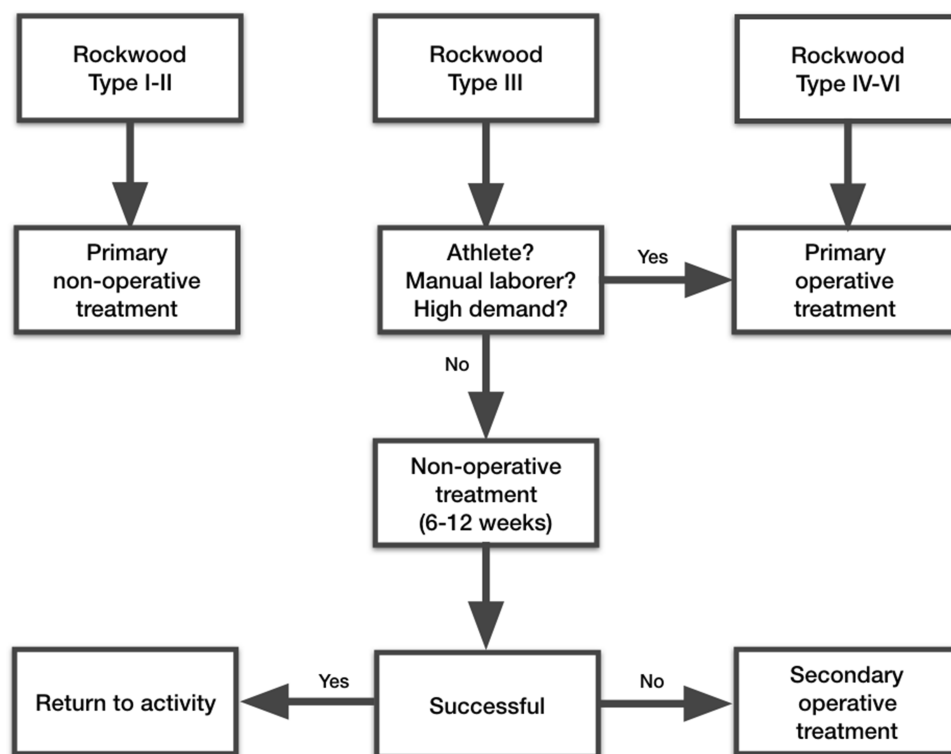 Rockwood
Type I-II
Rockwood
Type III
Rockwood
Type IV-VI
Primary
non-operative
treatment
Athlete?
Manual laborer?
High demand?
Yes
Primary
operative
treatment
No
Non-operative
treatment
(6-12 weeks)
Return to activity
Yes
Successful
No
Secondary
operative
treatment